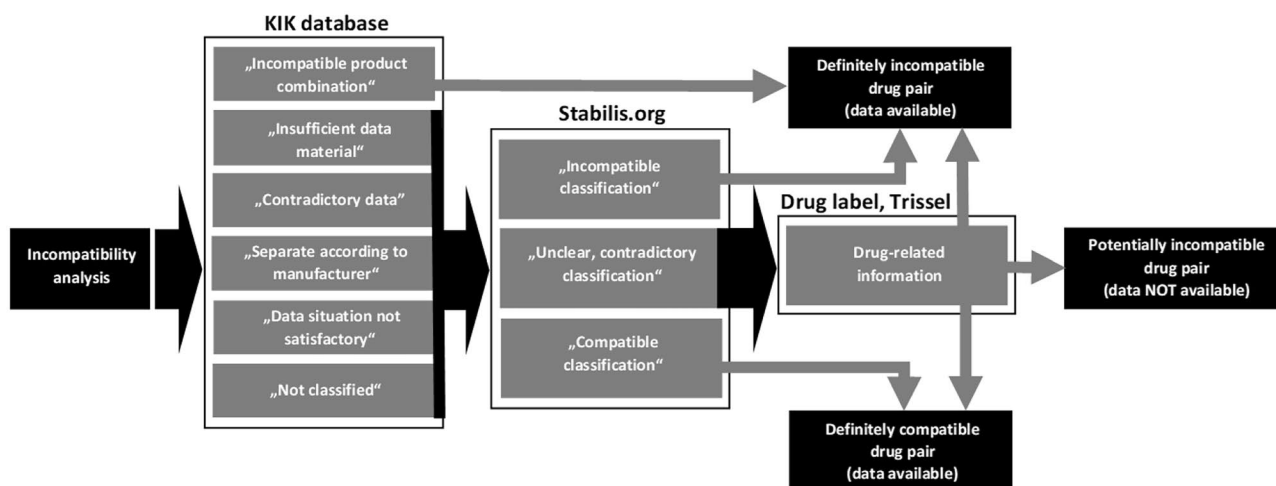 KIK database
„Incompatible product
combination“
„Insufficient data
material“
„Contradictory data”
„Separate according to
manufacturer“
„Data situation not
satisfactory“
„Not classified“
Incompatibility
analysis
Stabilis.org
„Incompatible
classification“
„Unclear, contradictory
classification“
„Compatible
classification“
Drug label, Trissel
Drug-related
information
Definitely incompatible
drug pair
(data available)
Potentially incompatible
drug pair
(data NOT available)
Definitely compatible
drug pair
(data available)